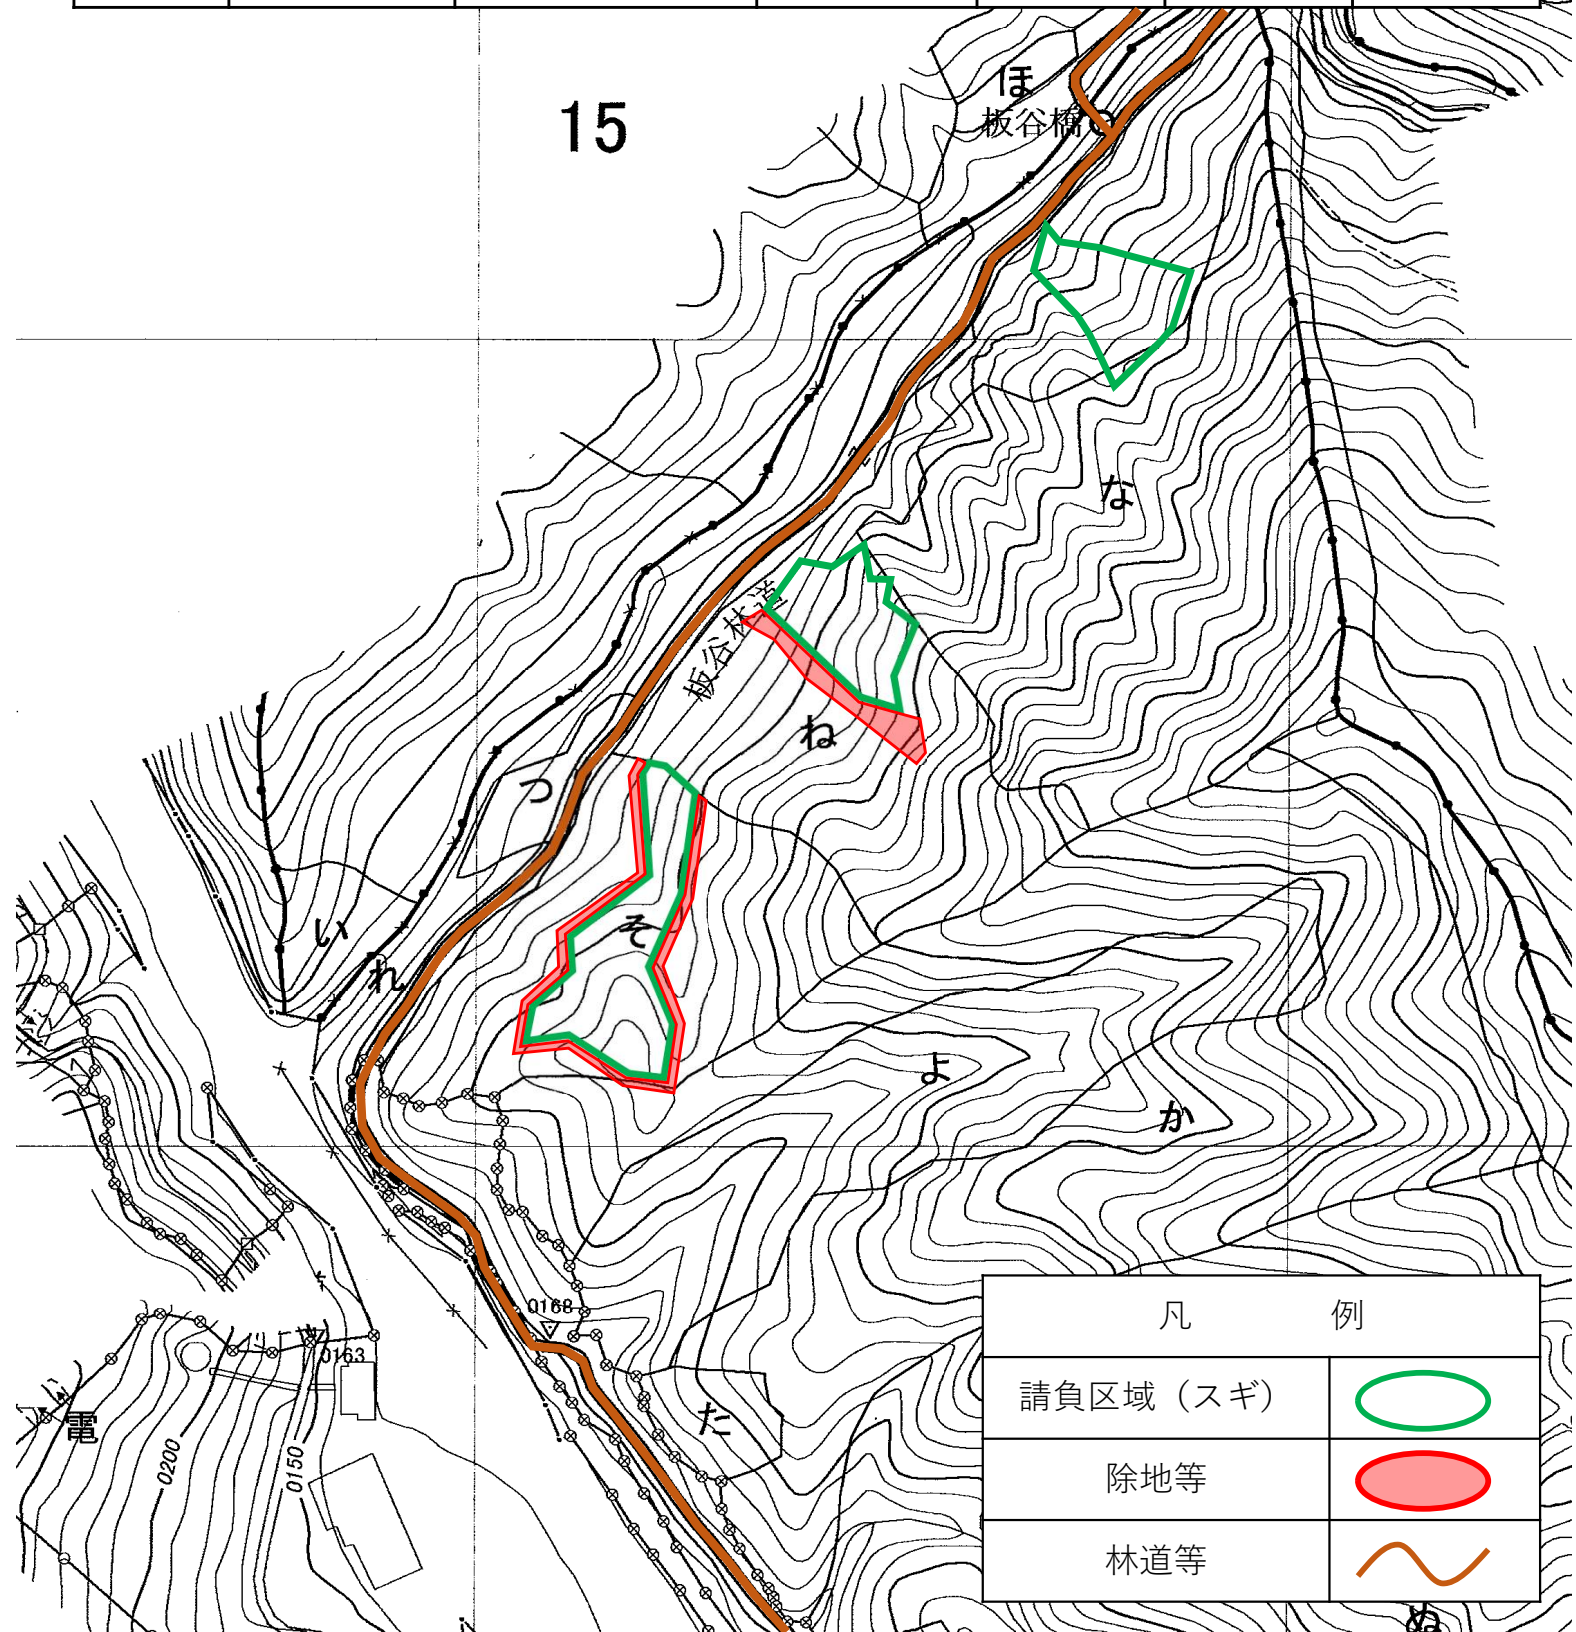 ほ
板谷橋
15
な
板谷林道
ね
つ
そ
い
れ
よ
か
0168
0163
た
電
0200
0150
凡 例
請負区域（スギ）
除地等
林道等
ぬ